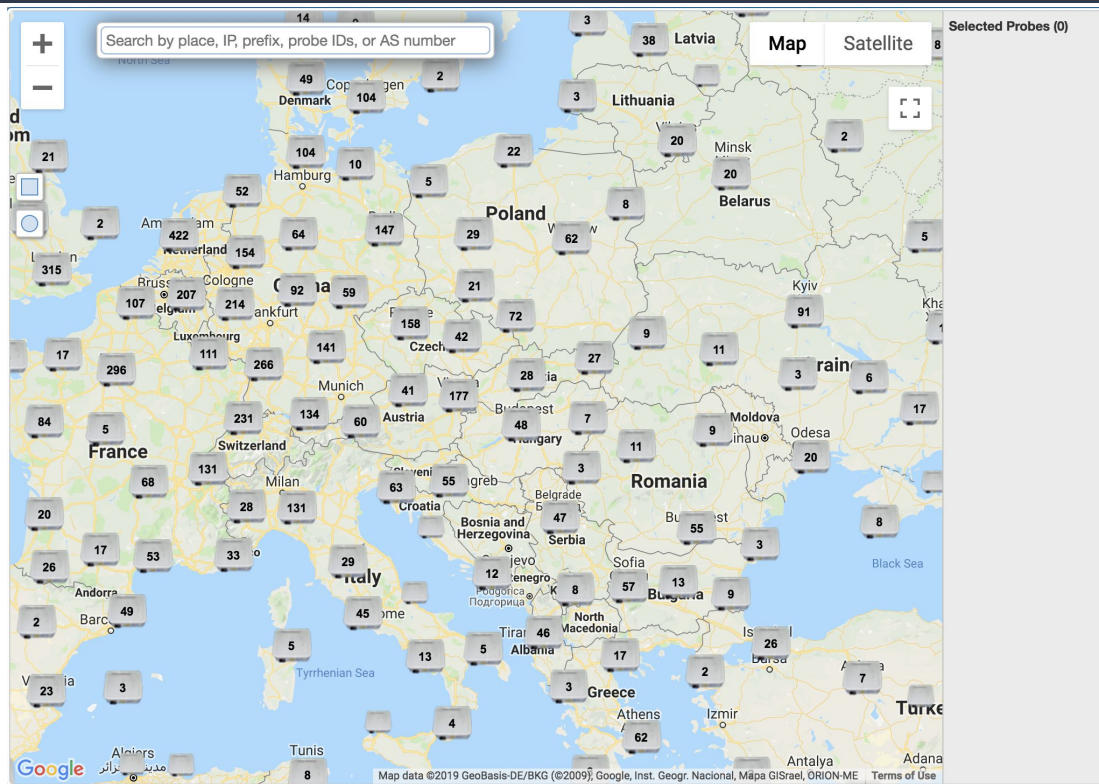 Selected Probes (0)
Search by place, IP, prefix, probe IDs, or AS number
Map
Satellite
+
−
14
3
38
Latvia
8
North Sea
49
Denmark
104
2
3
Lithuania
21
104
Hamburg
10
5
22
20
Minsk
20
Belarus
2
52
8
2
422
154
64
147
Poland
29
62
5
315
107
207
Cologne
214
92
59
21
72
Kyiv
91
17
296
Luxembourg
111
266
141
158
42
9
11
27
3
6
Munich
28
41
Austria
177
17
84
5
France
231
Switzerland
134
60
48
7
9
Moldova
Odesa
20
11
131
68
Milan
28
131
63
55
Croatia
3
Romania
Belgrade
47
Serbia
Bosnia and
Herzegovina
55
8
20
17
26
53
33
29
Italy
3
Black Sea
12
Sofia
57
13
9
8
Podgorica
Подгорица
Andorra
49
2
45
North
Macedonia
46
Albania
5
13
5
17
26
2
7
Tyrrhenian Sea
23
3
3
Greece
Athens
62
Izmir
4
Algiers
Tunis
8
Antalya
Adana
Google
Map data ©2019 GeoBasis-DE/BKG (©2009), Google, Inst. Geogr. Nacional, Mapa GISrael, ORION-ME
Terms of Use